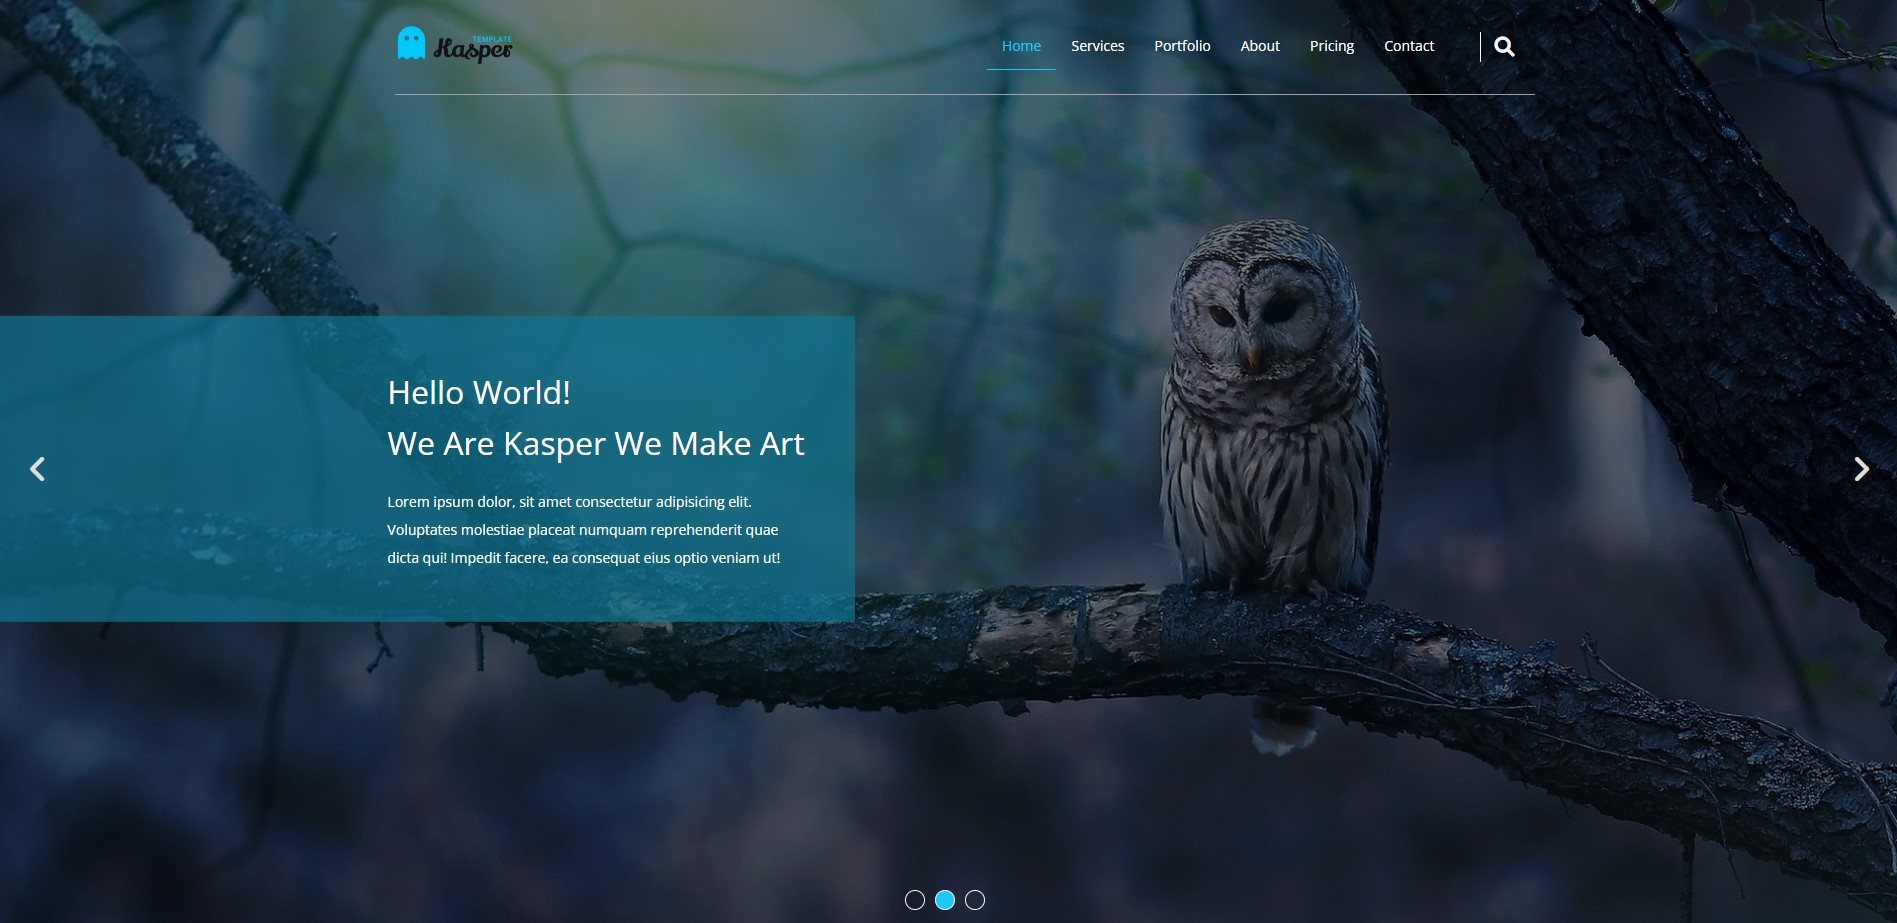 TEMPLATE
Kasper
Home Services Portfolio About Pricing Contact
Hello World!
We Are Kasper We Make Art
Lorem ipsum dolor, sit amet consectetur adipisicing elit.
Voluptates molestiae placeat numquam reprehenderit quae
dicta qui! Impedit facere, ea consequat eius optio veniam ut!